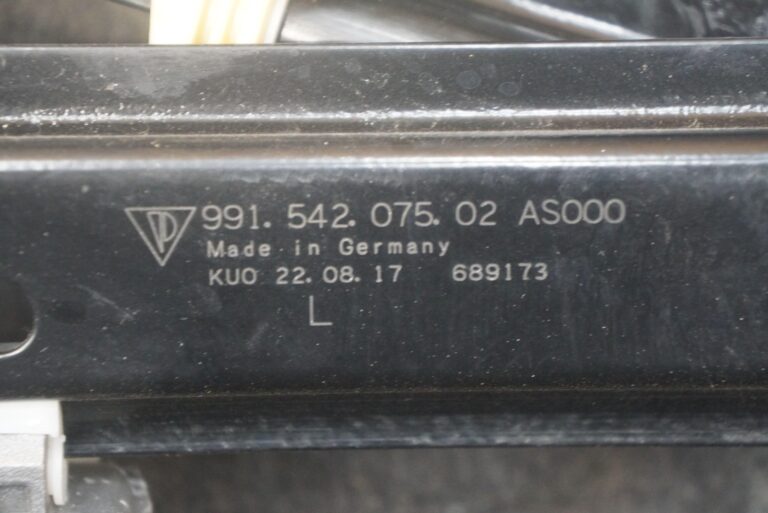 991. 542. 075. 02 AS000
Made in Germany
KUO 22. 08. 17 689173
L